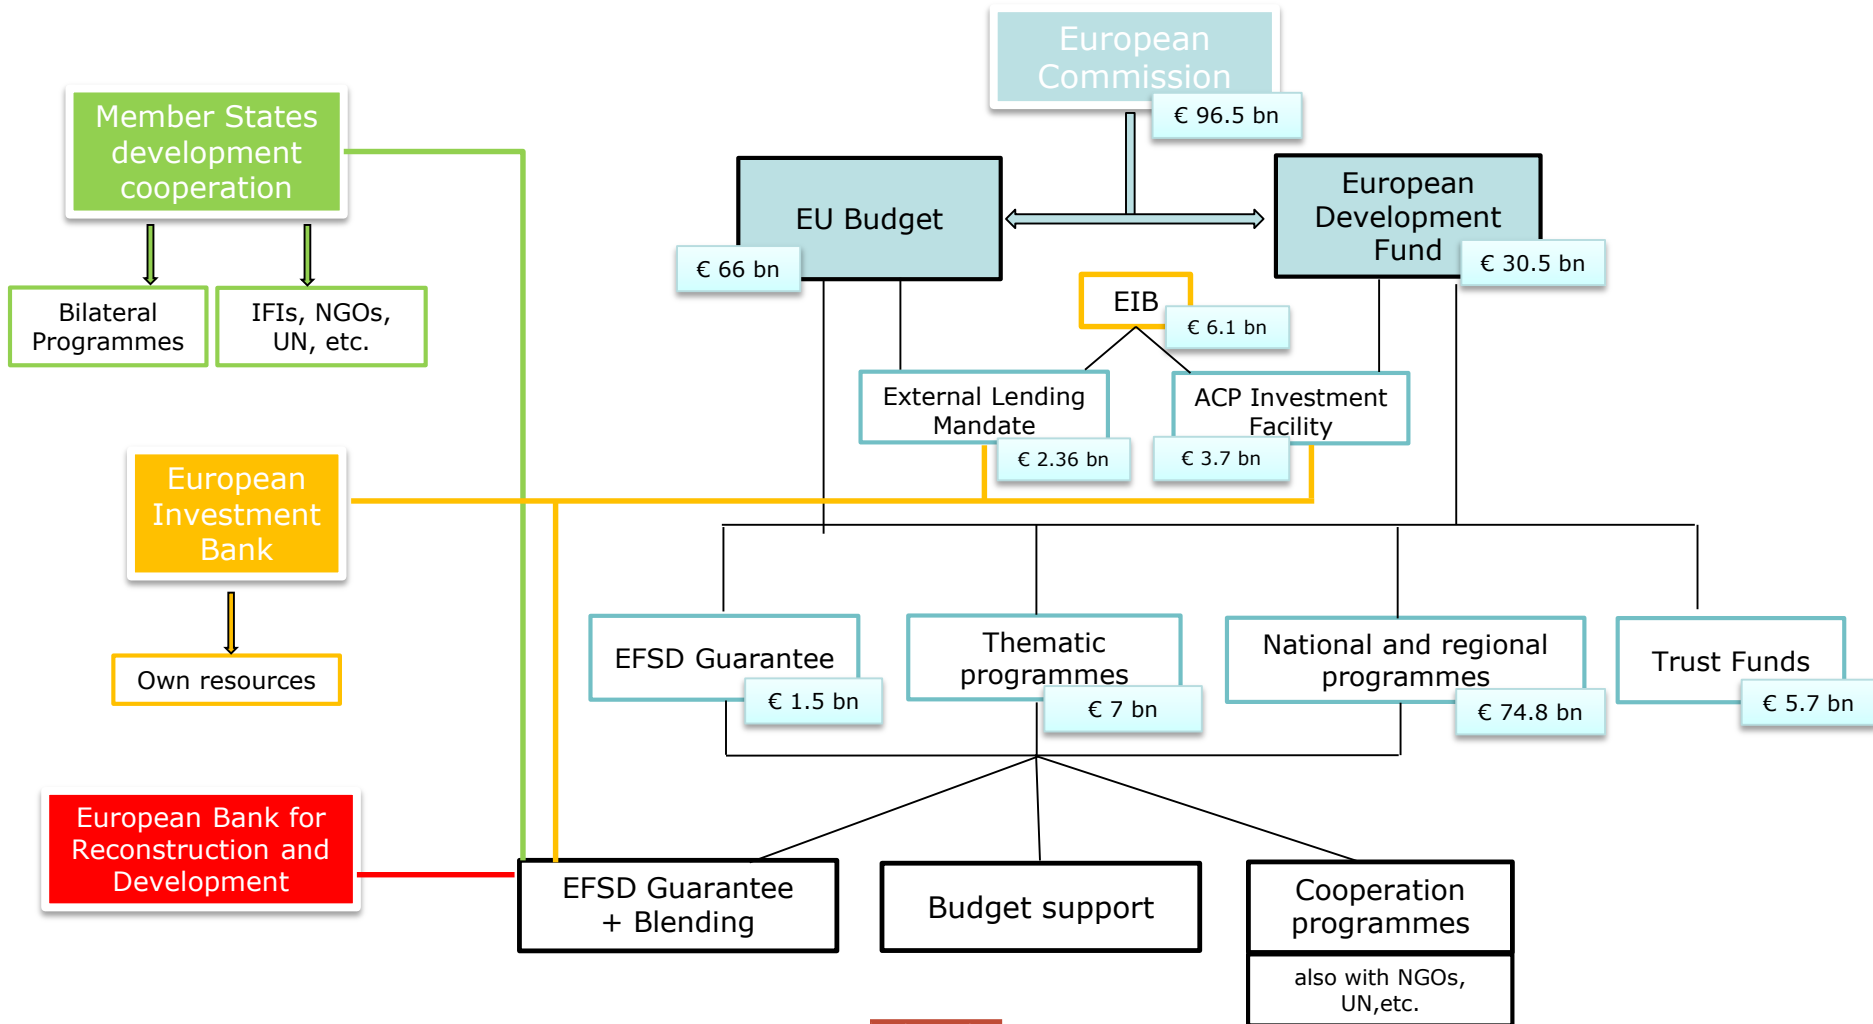 European
Commission
€ 96.5 bn
Member States
development
cooperation
EU Budget
€ 66 bn
European
Development
Fund
€ 30.5 bn
Bilateral
Programmes
IFIs, NGOs,
UN, etc.
EIB
€ 6.1 bn
External Lending
Mandate
€ 2.36 bn
ACP Investment
Facility
€ 3.7 bn
European
Investment
Bank
Own resources
EFSD Guarantee
€ 1.5 bn
Thematic
programmes
€ 7 bn
National and regional
programmes
€ 74.8 bn
Trust Funds
€ 5.7 bn
European Bank for
Reconstruction and
Development
EFSD Guarantee
+ Blending
Budget support
Cooperation
programmes
also with NGOs,
UN,etc.